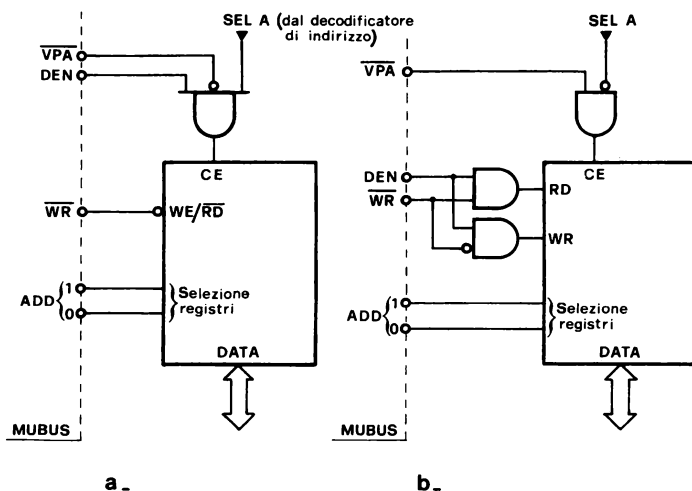 SEL A (dal decodificatore
di indirizzo)
VPA
DEN
CE
WR
WE/RD
ADD { 1
0
} Selezione
registri
DATA
MUBUS
a_
SEL A
VPA
CE
DEN
WR
RD
WR
ADD { 1
0
} Selezione
registri
DATA
MUBUS
b_